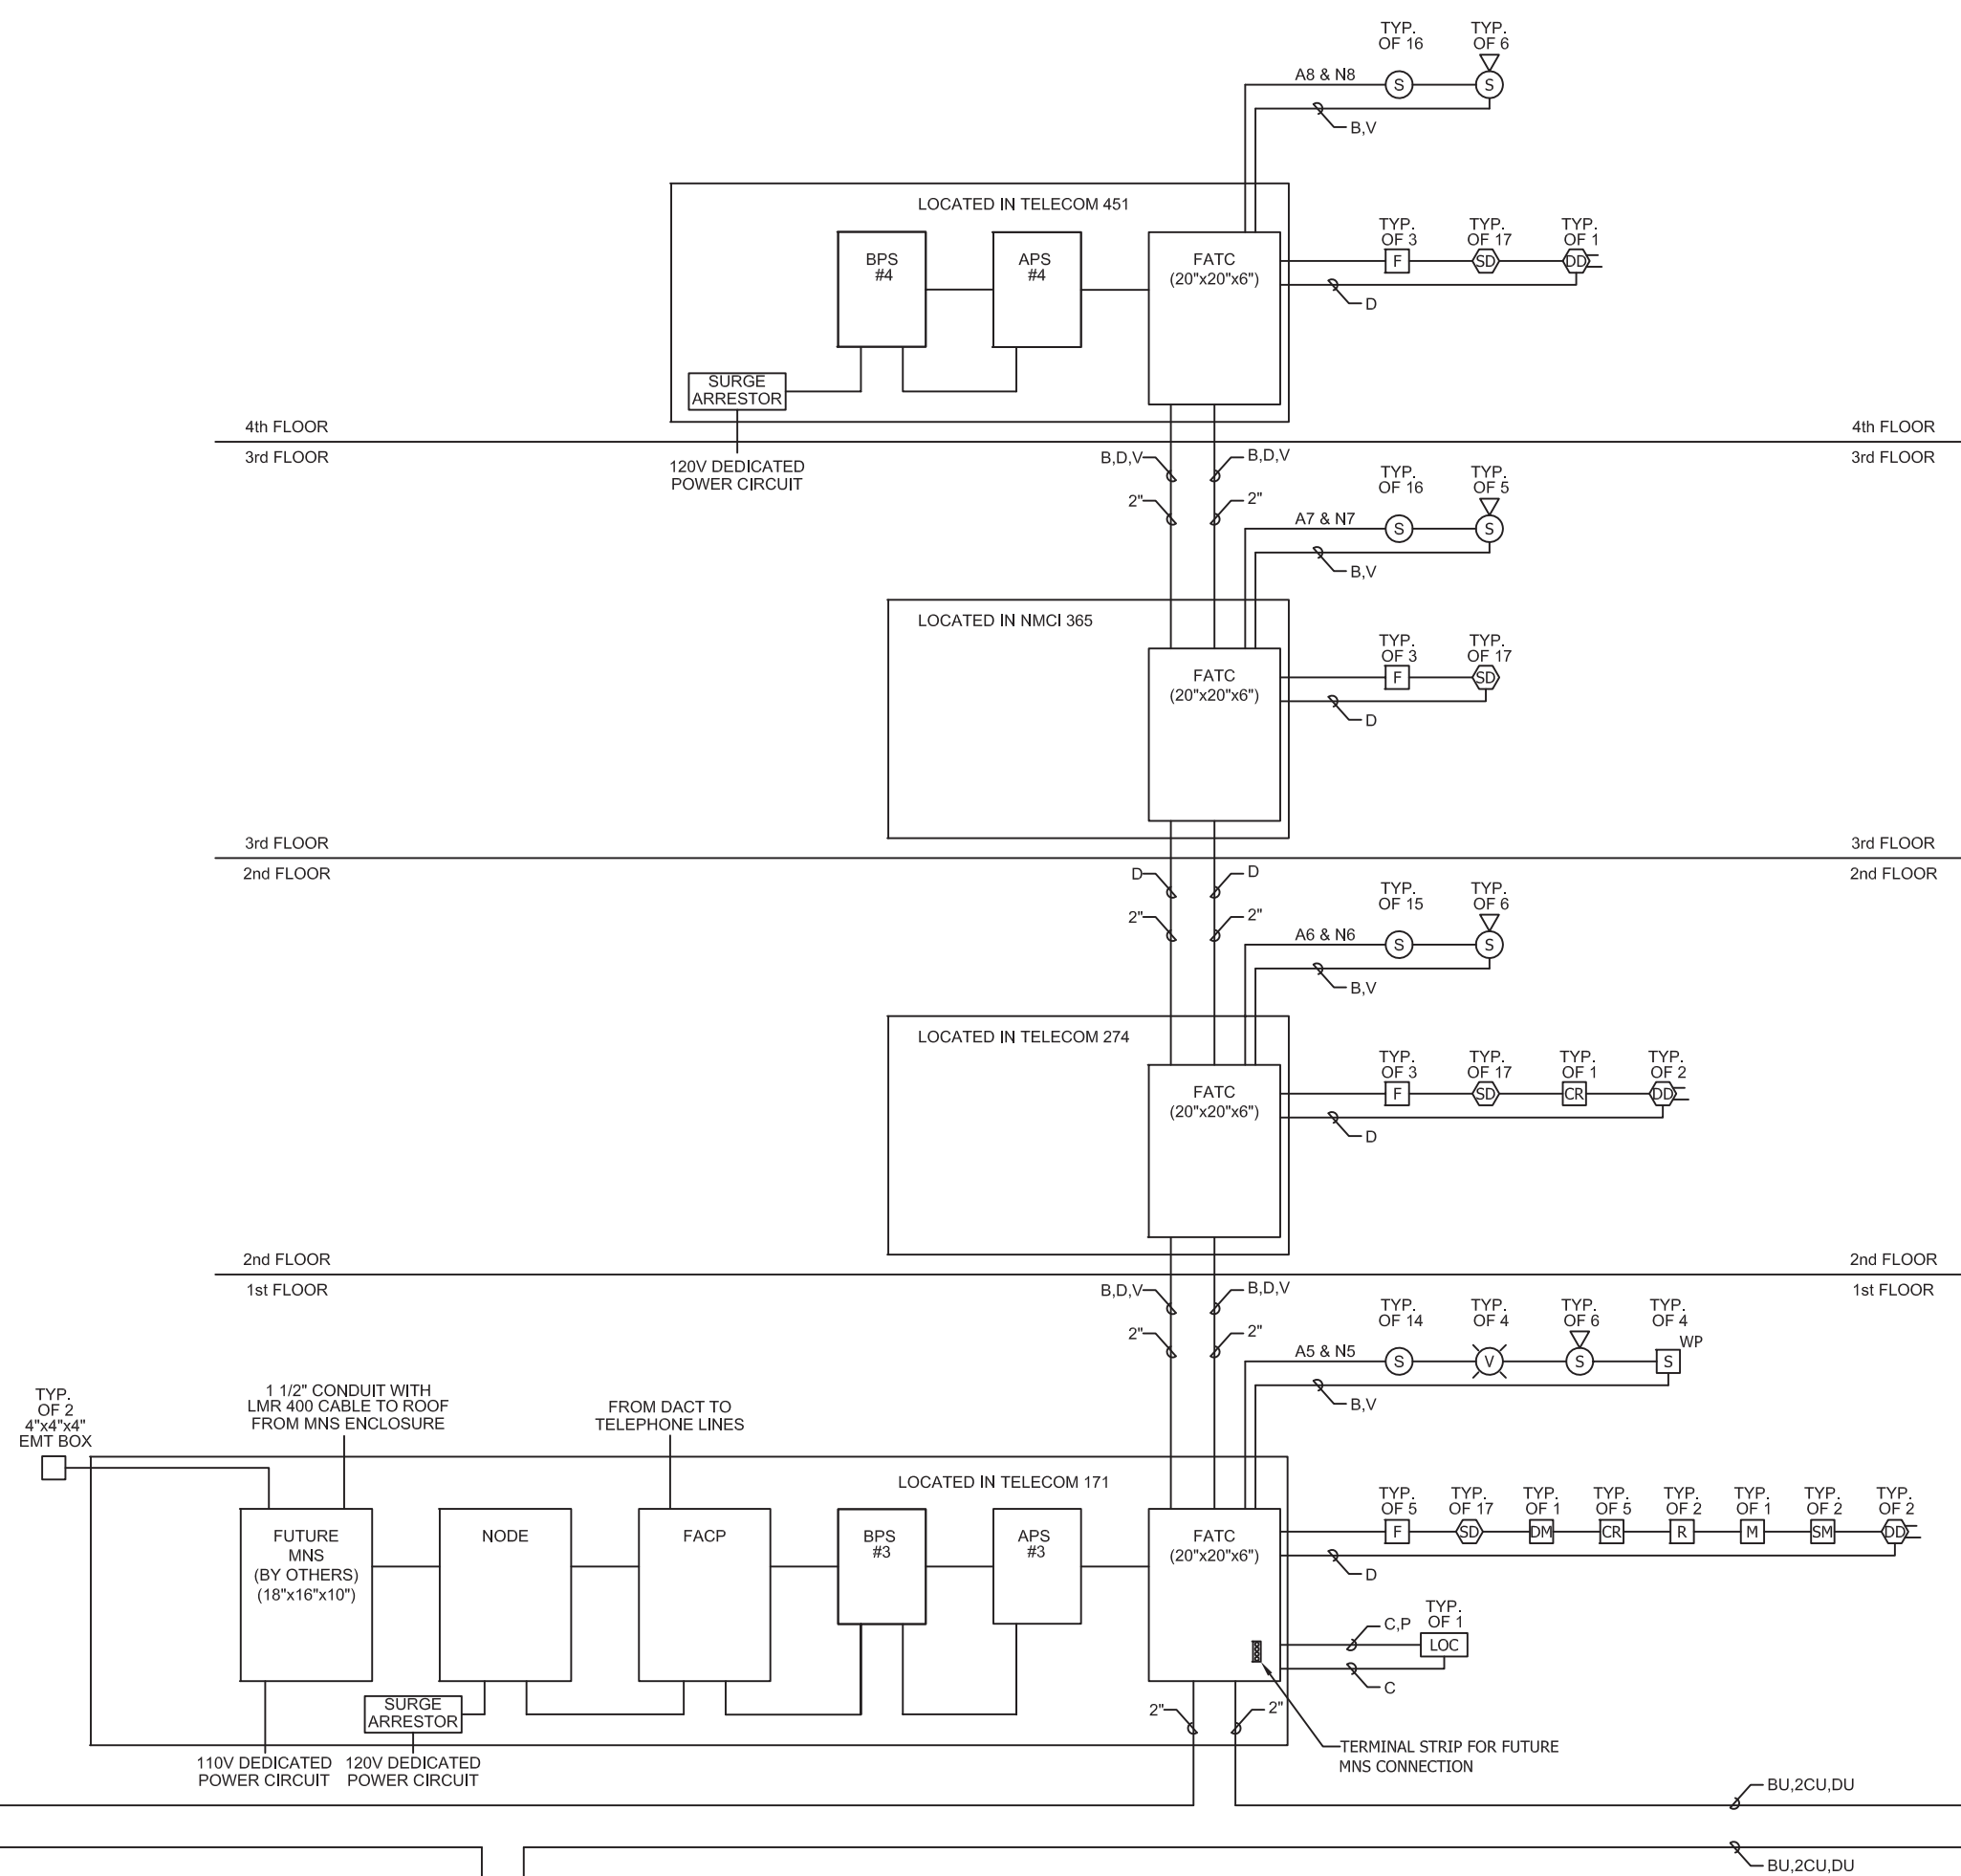 TYP.
OF 16
TYP.
OF 6
A8 & N8
S
S
B,V
LOCATED IN TELECOM 451
BPS
#4
APS
#4
FATC
(20"x20"x6")
TYP.
OF 3
TYP.
OF 17
TYP.
OF 1
F
SD
DD
D
SURGE
ARRESTOR
4th FLOOR
4th FLOOR
3rd FLOOR
3rd FLOOR
120V DEDICATED
POWER CIRCUIT
B,D,V
B,D,V
2"
2"
TYP.
OF 16
TYP.
OF 5
A7 & N7
S
S
B,V
LOCATED IN NMCI 365
FATC
(20"x20"x6")
TYP.
OF 3
TYP.
OF 17
F
SD
D
3rd FLOOR
3rd FLOOR
2nd FLOOR
2nd FLOOR
D
D
2"
2"
TYP.
OF 15
TYP.
OF 6
A6 & N6
S
S
B,V
LOCATED IN TELECOM 274
FATC
(20"x20"x6")
TYP.
OF 3
TYP.
OF 17
TYP.
OF 1
TYP.
OF 2
F
SD
CR
DD
D
2nd FLOOR
2nd FLOOR
1st FLOOR
1st FLOOR
B,D,V
B,D,V
2"
2"
TYP.
OF 14
TYP.
OF 4
TYP.
OF 6
TYP.
OF 4
A5 & N5
S
V
S
S
WP
B,V
TYP.
OF 2
4"x4"x4"
EMT BOX
1 1/2" CONDUIT WITH
LMR 400 CABLE TO ROOF
FROM MNS ENCLOSURE
FROM DACT TO
TELEPHONE LINES
LOCATED IN TELECOM 171
FUTURE
MNS
(BY OTHERS)
(18"x16"x10")
NODE
FACP
BPS
#3
APS
#3
FATC
(20"x20"x6")
TYP.
OF 5
TYP.
OF 17
TYP.
OF 1
TYP.
OF 5
TYP.
OF 2
TYP.
OF 1
TYP.
OF 2
TYP.
OF 2
F
SD
DM
CR
R
M
SM
DD
D
C,P
TYP.
OF 1
LOC
C
SURGE
ARRESTOR
2"
2"
110V DEDICATED
POWER CIRCUIT
120V DEDICATED
POWER CIRCUIT
TERMINAL STRIP FOR FUTURE
MNS CONNECTION
BU,2CU,DU
BU,2CU,DU